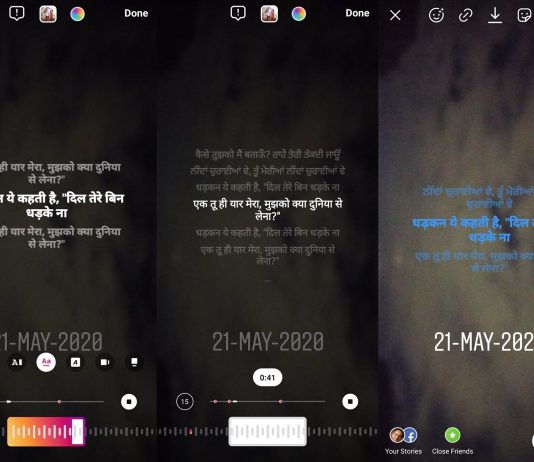 Done
ही यार मेरा, मुझको क्या दुनिया
से लेना?"
ये कहती है, "दिल तेरे बिन
धड़के ना
ही यार मेरा, मुझको क्या दुनिया
से लेना?"
1-MAY-2020
Aa
A
Done
कैसे तुझको मैं बताऊँ? ਰਾਹੇਂ ਤੇਰੀ ਤੱਕਦੀ ਜਾਊਂ
ਨੀਂਦਾਂ ਚੁਰਾਈਆਂ ਵੇ, ਤੂੰ ਮੇਰੀਆਂ ਨੀਂਦਾਂ ਚੁਰਾਈਆਂ ਵੇ
धड़कन ये कहती है, "दिल तेरे बिन धड़के ना
एक तू ही यार मेरा, मुझको क्या दुनिया से
लेना?"
धड़कन ये कहती है, "दिल तेरे बिन धड़के ना
एक तू ही यार मेरा, मुझको क्या दुनिया से
लेना?"
...
21-MAY-2020
0:41
15
ਨੀਂਦਾਂ ਚੁਰਾਈਆਂ ਵੇ, ਤੂੰ ਮੇਰੀਆਂ
ਚੁਰਾਈਆਂ ਵੇ
धड़कन ये कहती है, "दिल
धड़के ना
एक तू ही यार मेरा, मुझको क्या
से लेना?"
21-MAY-202
Your Stories
Close Friends